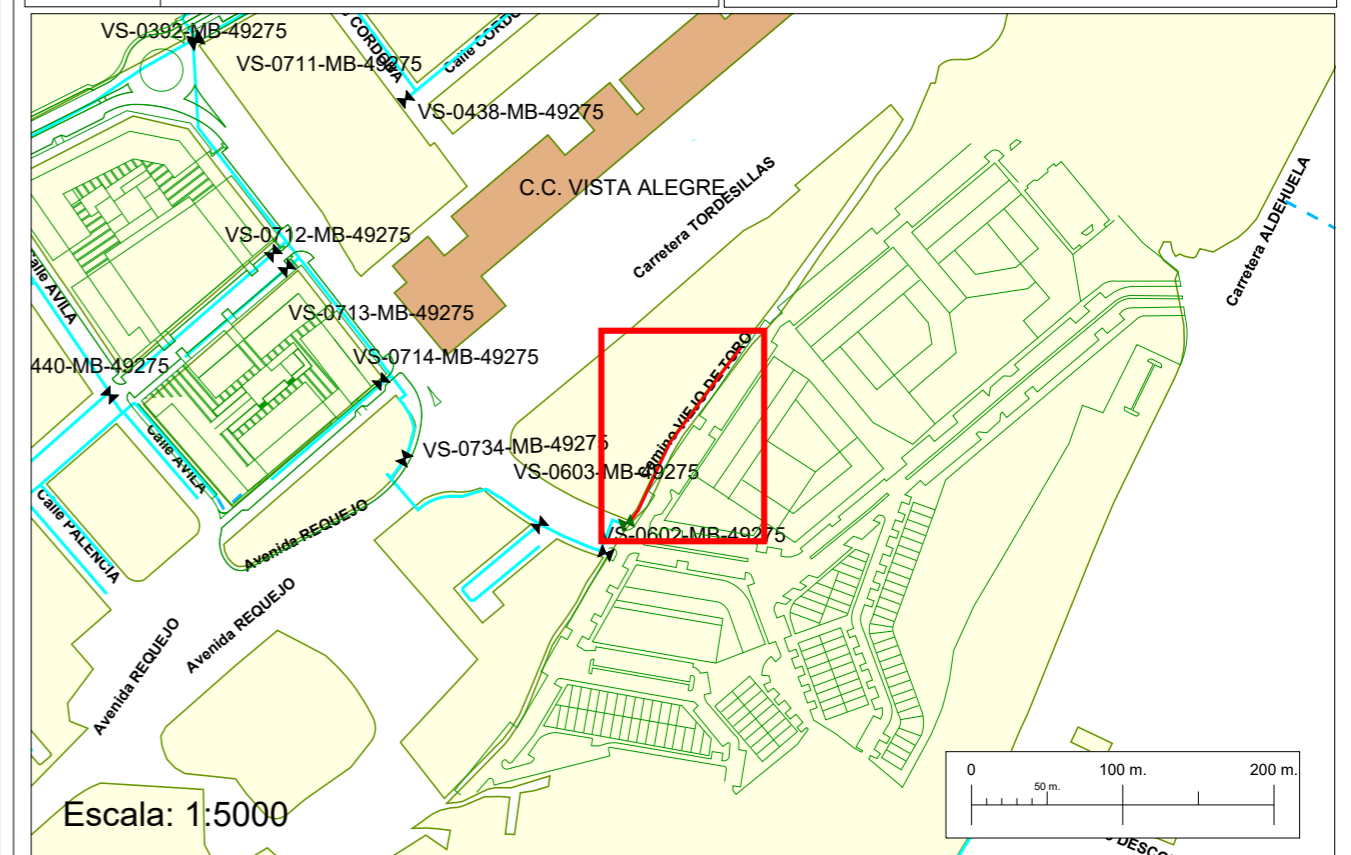 VS-0392-MB-49275
CORDOBA
Calle CORDO
VS-0711-MB-49275
VS-0438-MB-49275
C.C. VISTA ALEGRE
Carretera TORDESILLAS
Carretera ALDEHUELA
VS-0712-MB-49275
Calle AVILA
VS-0713-MB-49275
VS-0714-MB-49275
440-MB-49275
Camino VIEJO DE TORO
VS-0734-MB-49275
Calle AVILA
VS-0603-MB-49275
Calle PALENCIA
Avenida REQUEJO
VS-0602-MB-49275
Avenida REQUEJO
Avenida REQUEJO
0 100 m. 200 m.
50 m.
Escala: 1:5000
DESCO